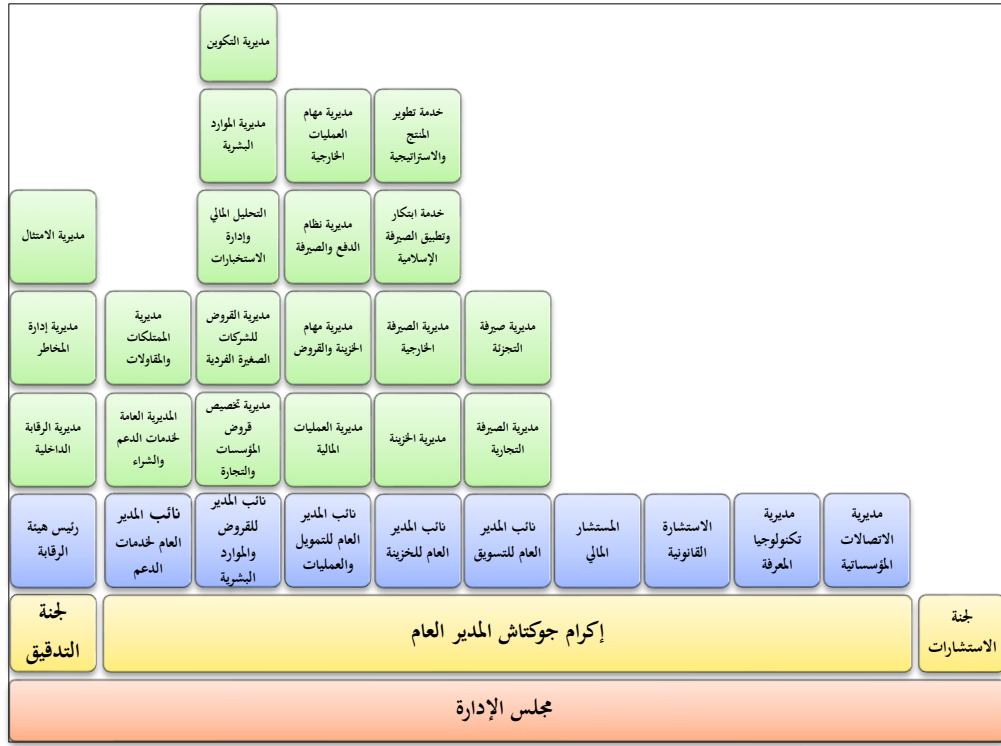 مديرية التكوين
خدمة تطوير
المنتج
والاستراتيجية
مديرية مهام
العمليات
الخارجية
مديرية الموارد
البشرية
خدمة ابتكار
وتطبيق الصيرفة
الإسلامية
مديرية نظام
الدفع والصيرفة
التحليل المالي
وإدارة
الاستخبارات
مديرية الامتثال
مديرية صيرفة
التجزئة
مديرية الصيرفة
الخارجية
مديرية مهام
الخزينة والقروض
مديرية القروض
للشركات
الصغيرة الفردية
مديرية
الممتلكات
والمقاولات
مديرية إدارة
المخاطر
مديرية الصيرفة
التجارية
مديرية الخزينة
مديرية العمليات
المالية
مديرية تخصيص
قروض
المؤسسات
والتجارة
المديرية العامة
لخدمات الدعم
والشراء
مديرية الرقابة
الداخلية
مديرية
الاتصالات
المؤسساتية
مديرية
تكنولوجيا
المعرفة
الاستشارة
القانونية
المستشار
المالي
نائب المدير
العام للتسويق
نائب المدير
العام للخزينة
نائب المدير
العام للتمويل
والعمليات
نائب المدير
للقروض
والموارد
البشرية
نائب المدير
العام لخدمات
الدعم
رئيس هيئة
الرقابة
لجنة
الاستشارات
إكرام جوكتاش المدير العام
لجنة
التدقيق
مجلس الإدارة